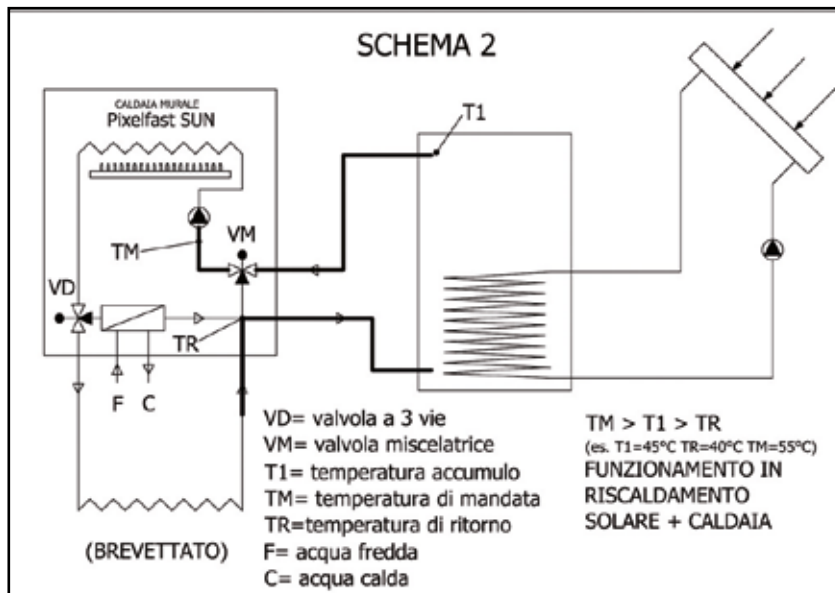 SCHEMA 2
CALDAIA MURALE
Pixelfast SUN
T1
TM
VM
VD
TR
F
C
VD= valvola a 3 vie
VM= valvola miscelatrice
T1= temperatura accumulo
TM= temperatura di mandata
TR=temperatura di ritorno
F= acqua fredda
C= acqua calda
(BREVETTATO)
TM > T1 > TR
(es. T1=45°C TR=40°C TM=55°C)
FUNZIONAMENTO IN
RISCALDAMENTO
SOLARE + CALDAIA